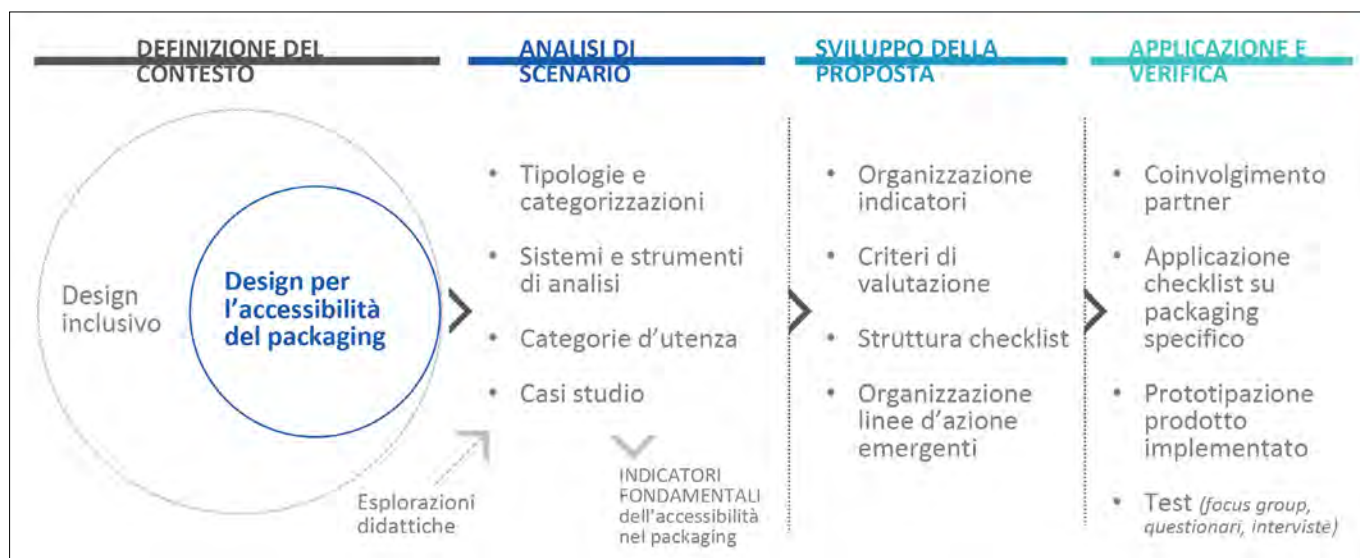 DEFINIZIONE DEL
CONTESTO
Design
inclusivo
Design per
l'accessibilità
del packaging
Esplorazioni
didattiche
ANALISI DI
SCENARIO
• Tipologie e
categorizzazioni
• Sistemi e strumenti
di analisi
• Categorie d'utenza
• Casi studio
INDICATORI
FONDAMENTALI
dell'accessibilità
nel packaging
SVILUPPO DELLA
PROPOSTA
• Organizzazione
indicatori
• Criteri di
valutazione
• Struttura checklist
• Organizzazione
linee d'azione
emergenti
APPLICAZIONE E
VERIFICA
• Coinvolgimento
partner
• Applicazione
checklist su
packaging
specifico
• Prototipazione
prodotto
implementato
• Test (focus group,
questionari, interviste)